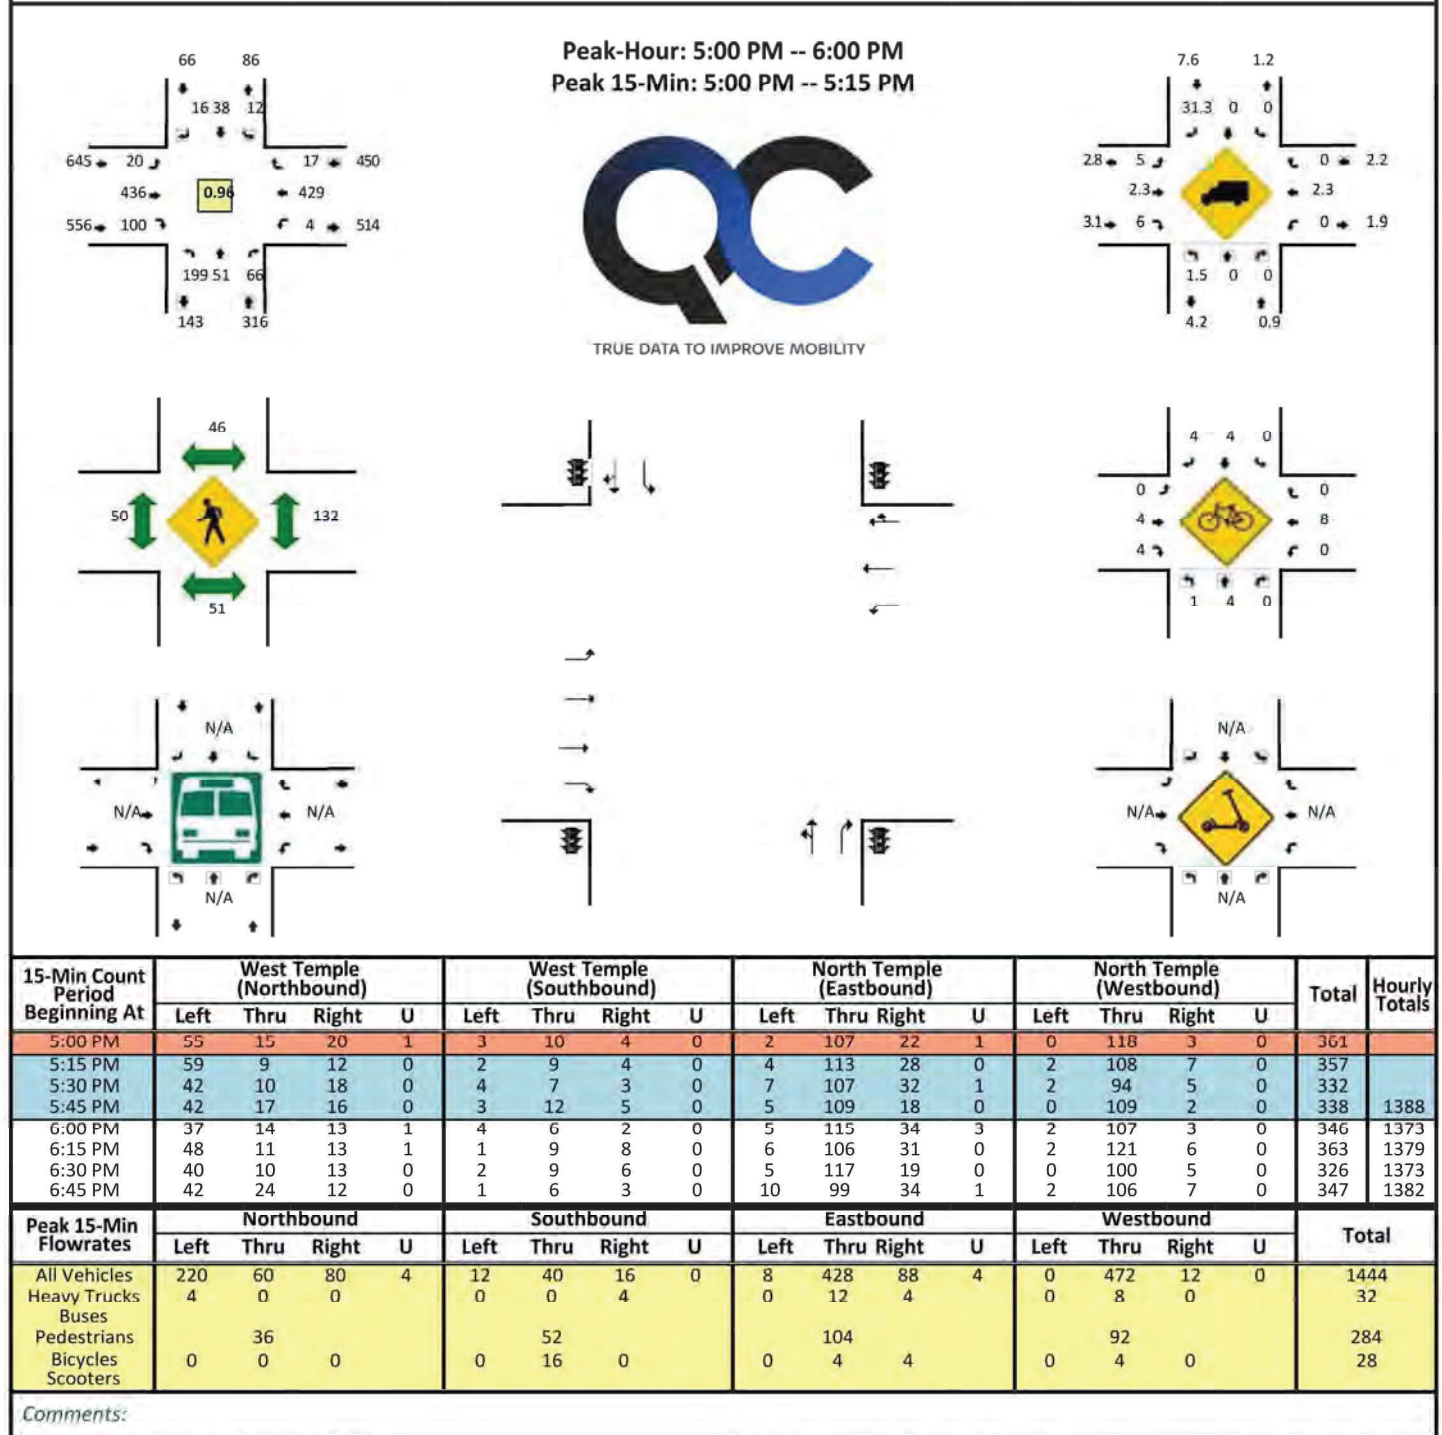 Peak-Hour: 5:00 PM -- 6:00 PM
Peak 15-Min: 5:00 PM -- 5:15 PM
66 86
16 38 12
645 20 17 450
436 0.96 429
556 100 4 514
199 51 66
143 316
QC
TRUE DATA TO IMPROVE MOBILITY
7.6 1.2
31.3 0 0
2.8 5 0 2.2
2.3 2.3
3.1 6 0 1.9
1.5 0 0
4.2 0.9
46
50 132
51
4 4 0
0 0
4 8
4 0
1 4 0
N/A
N/A N/A
N/A
N/A
N/A N/A
N/A
15-Min Count Period Beginning At West Temple (Northbound) West Temple (Southbound) North Temple (Eastbound) North Temple (Westbound) Total Hourly Totals
Left Thru Right U Left Thru Right U Left Thru Right U Left Thru Right U
5:00 PM 55 15 20 1 3 10 4 0 2 107 22 1 0 118 3 0 361
5:15 PM 59 9 12 0 2 9 4 0 4 113 28 0 2 108 7 0 357
5:30 PM 42 10 18 0 4 7 3 0 7 107 32 1 2 94 5 0 332
5:45 PM 42 17 16 0 3 12 5 0 5 109 18 0 0 109 2 0 338 1388
6:00 PM 37 14 13 1 4 6 2 0 5 115 34 3 2 107 3 0 346 1373
6:15 PM 48 11 13 1 1 9 8 0 6 106 31 0 2 121 6 0 363 1379
6:30 PM 40 10 13 0 2 9 6 0 5 117 19 0 0 100 5 0 326 1373
6:45 PM 42 24 12 0 1 6 3 0 10 99 34 1 2 106 7 0 347 1382
Peak 15-Min Flowrates Northbound Southbound Eastbound Westbound Total
Left Thru Right U Left Thru Right U Left Thru Right U Left Thru Right U
All Vehicles 220 60 80 4 12 40 16 0 8 428 88 4 0 472 12 0 1444
Heavy Trucks 4 0 0 0 0 4 0 12 4 0 8 0 32
Buses
Pedestrians 36 52 104 92 284
Bicycles 0 0 0 0 16 0 0 4 4 0 4 0 28
Scooters
Comments: